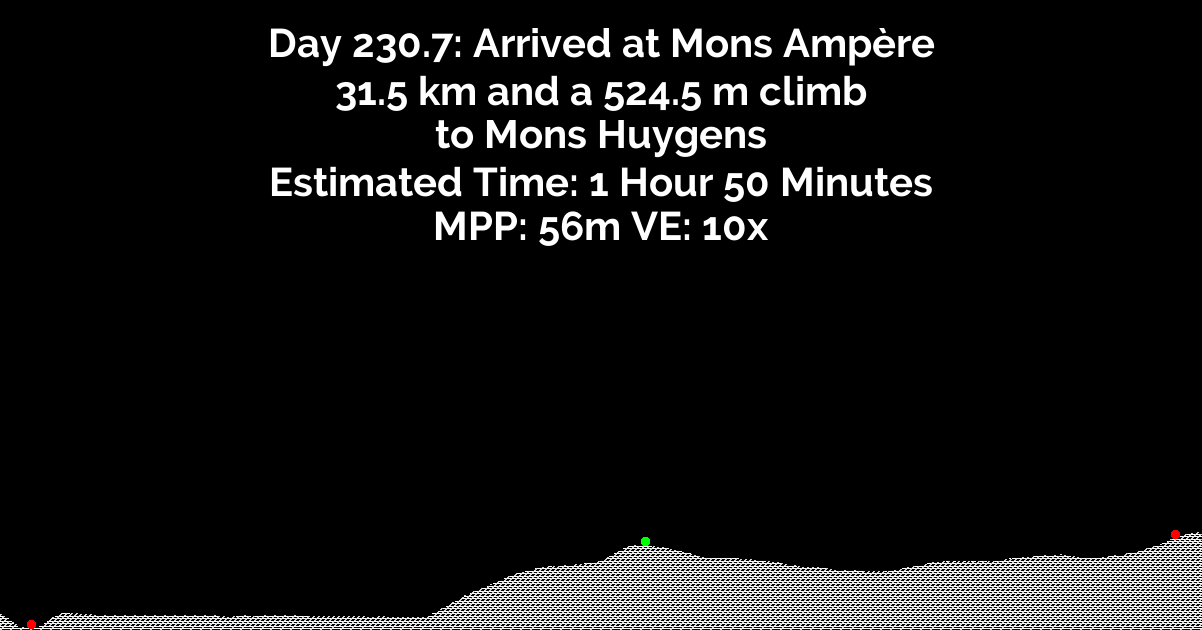 Day 230.7: Arrived at Mons Ampère
31.5 km and a 524.5 m climb
to Mons Huygens
Estimated Time: 1 Hour 50 Minutes
MPP: 56m VE: 10x